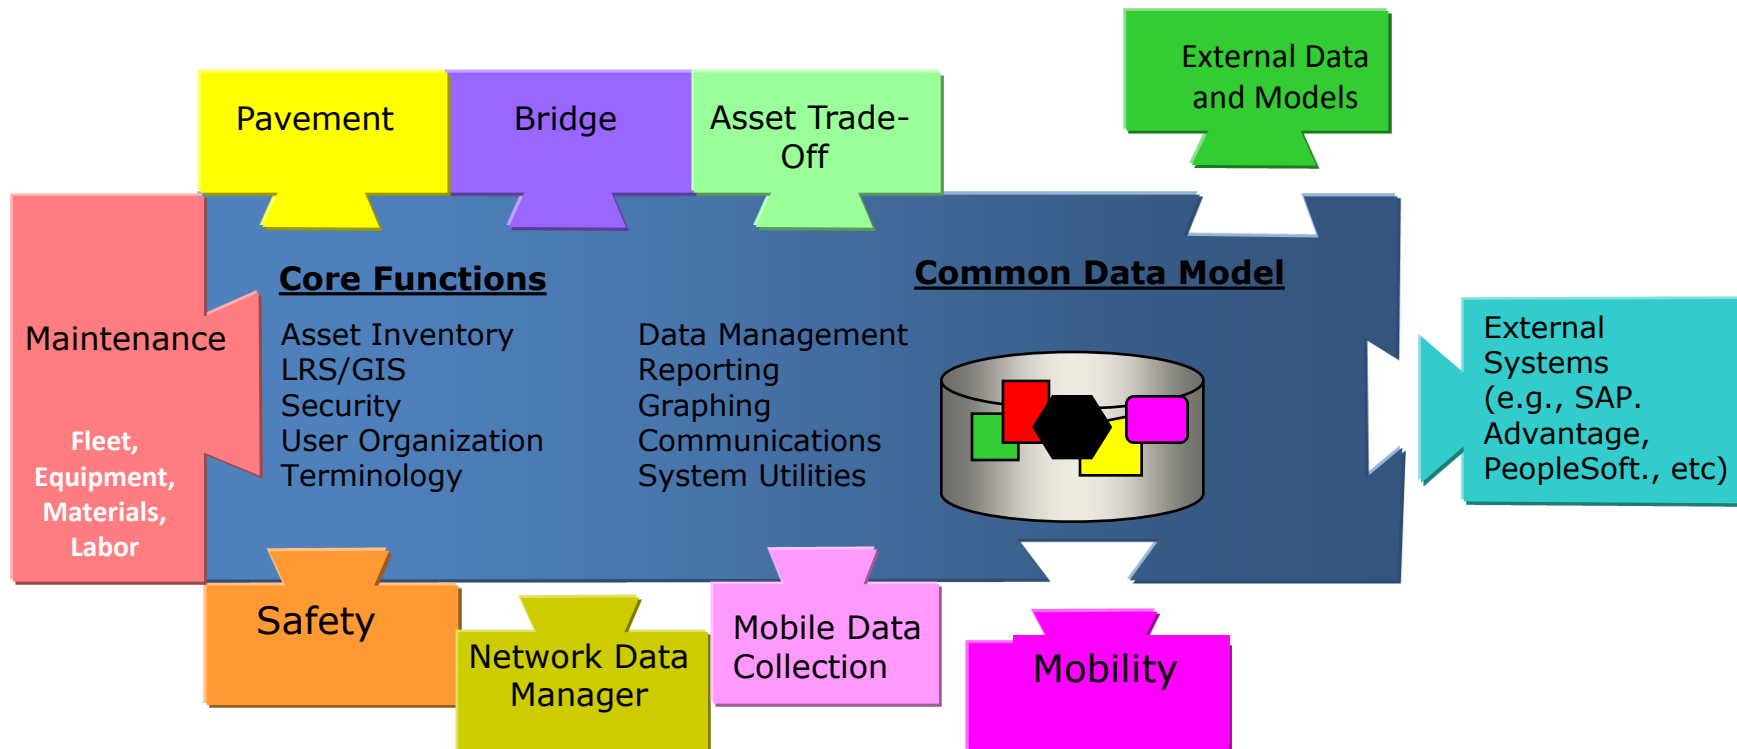 Pavement
Bridge
Asset Trade-
Off
External Data
and Models
Maintenance
Fleet,
Equipment,
Materials,
Labor
Core Functions
Asset Inventory
LRS/GIS
Security
User Organization
Terminology
Data Management
Reporting
Graphing
Communications
System Utilities
Common Data Model
External
Systems
(e.g., SAP.
Advantage,
PeopleSoft., etc)
Safety
Network Data
Manager
Mobile Data
Collection
Mobility